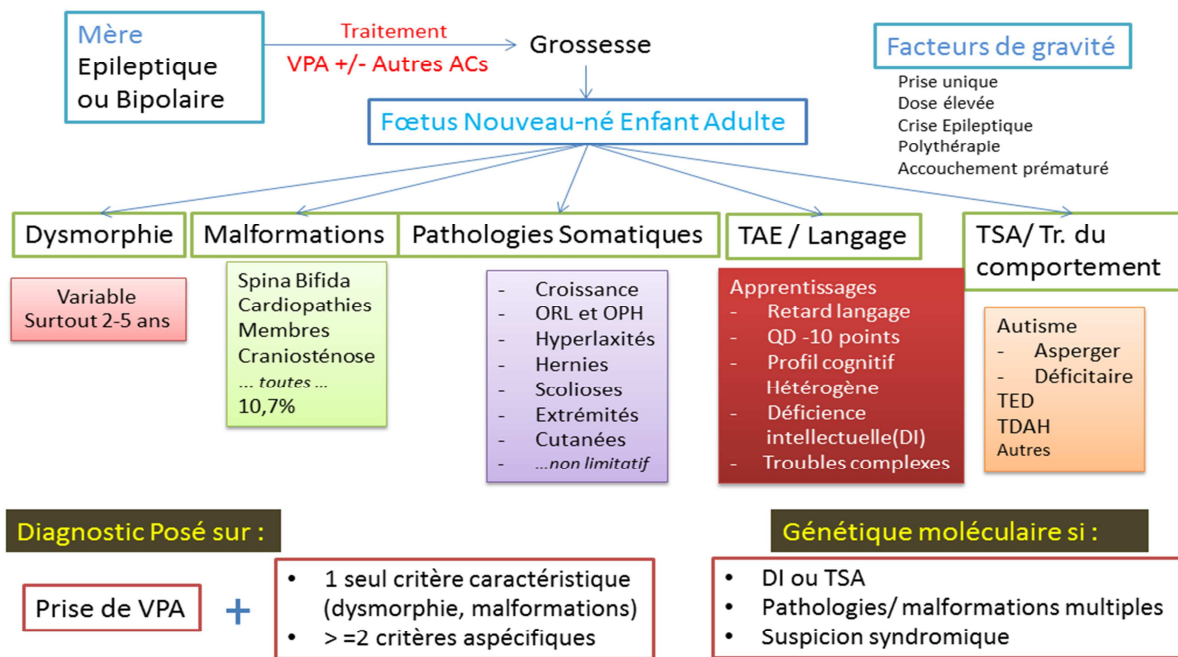 Mère
Epileptique
ou Bipolaire
Traitement
VPA +/- Autres ACs
Grossesse
Facteurs de gravité
Prise unique
Dose élevée
Crise Epileptique
Polythérapie
Accouchement prématuré
Fœtus Nouveau-né Enfant Adulte
Dysmorphie
Variable
Surtout 2-5 ans
Malformations
Spina Bifida
Cardiopathies
Membres
Craniosténose
... toutes ...
10,7%
Pathologies Somatiques
- Croissance
- ORL et OPH
- Hyperlaxités
- Hernies
- Scolioses
- Extrémités
- Cutanées
- ...non limitatif
TAE / Langage
Apprentissages
- Retard langage
- QD -10 points
- Profil cognitif
Hétérogène
- Déficience
intellectuelle(DI)
- Troubles complexes
TSA/ Tr. du
comportement
Autisme
- Asperger
- Déficitaire
TED
TDAH
Autres
Diagnostic Posé sur :
Prise de VPA
+
• 1 seul critère caractéristique
(dysmorphie, malformations)
• > =2 critères aspécifiques
Génétique moléculaire si :
• DI ou TSA
• Pathologies/ malformations multiples
• Suspicion syndromique